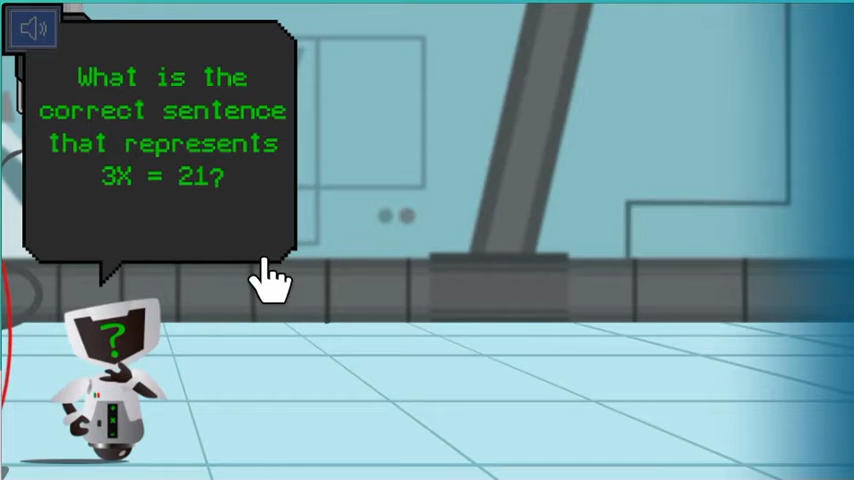 What is the
correct sentence
that represents
3X = 21?
?